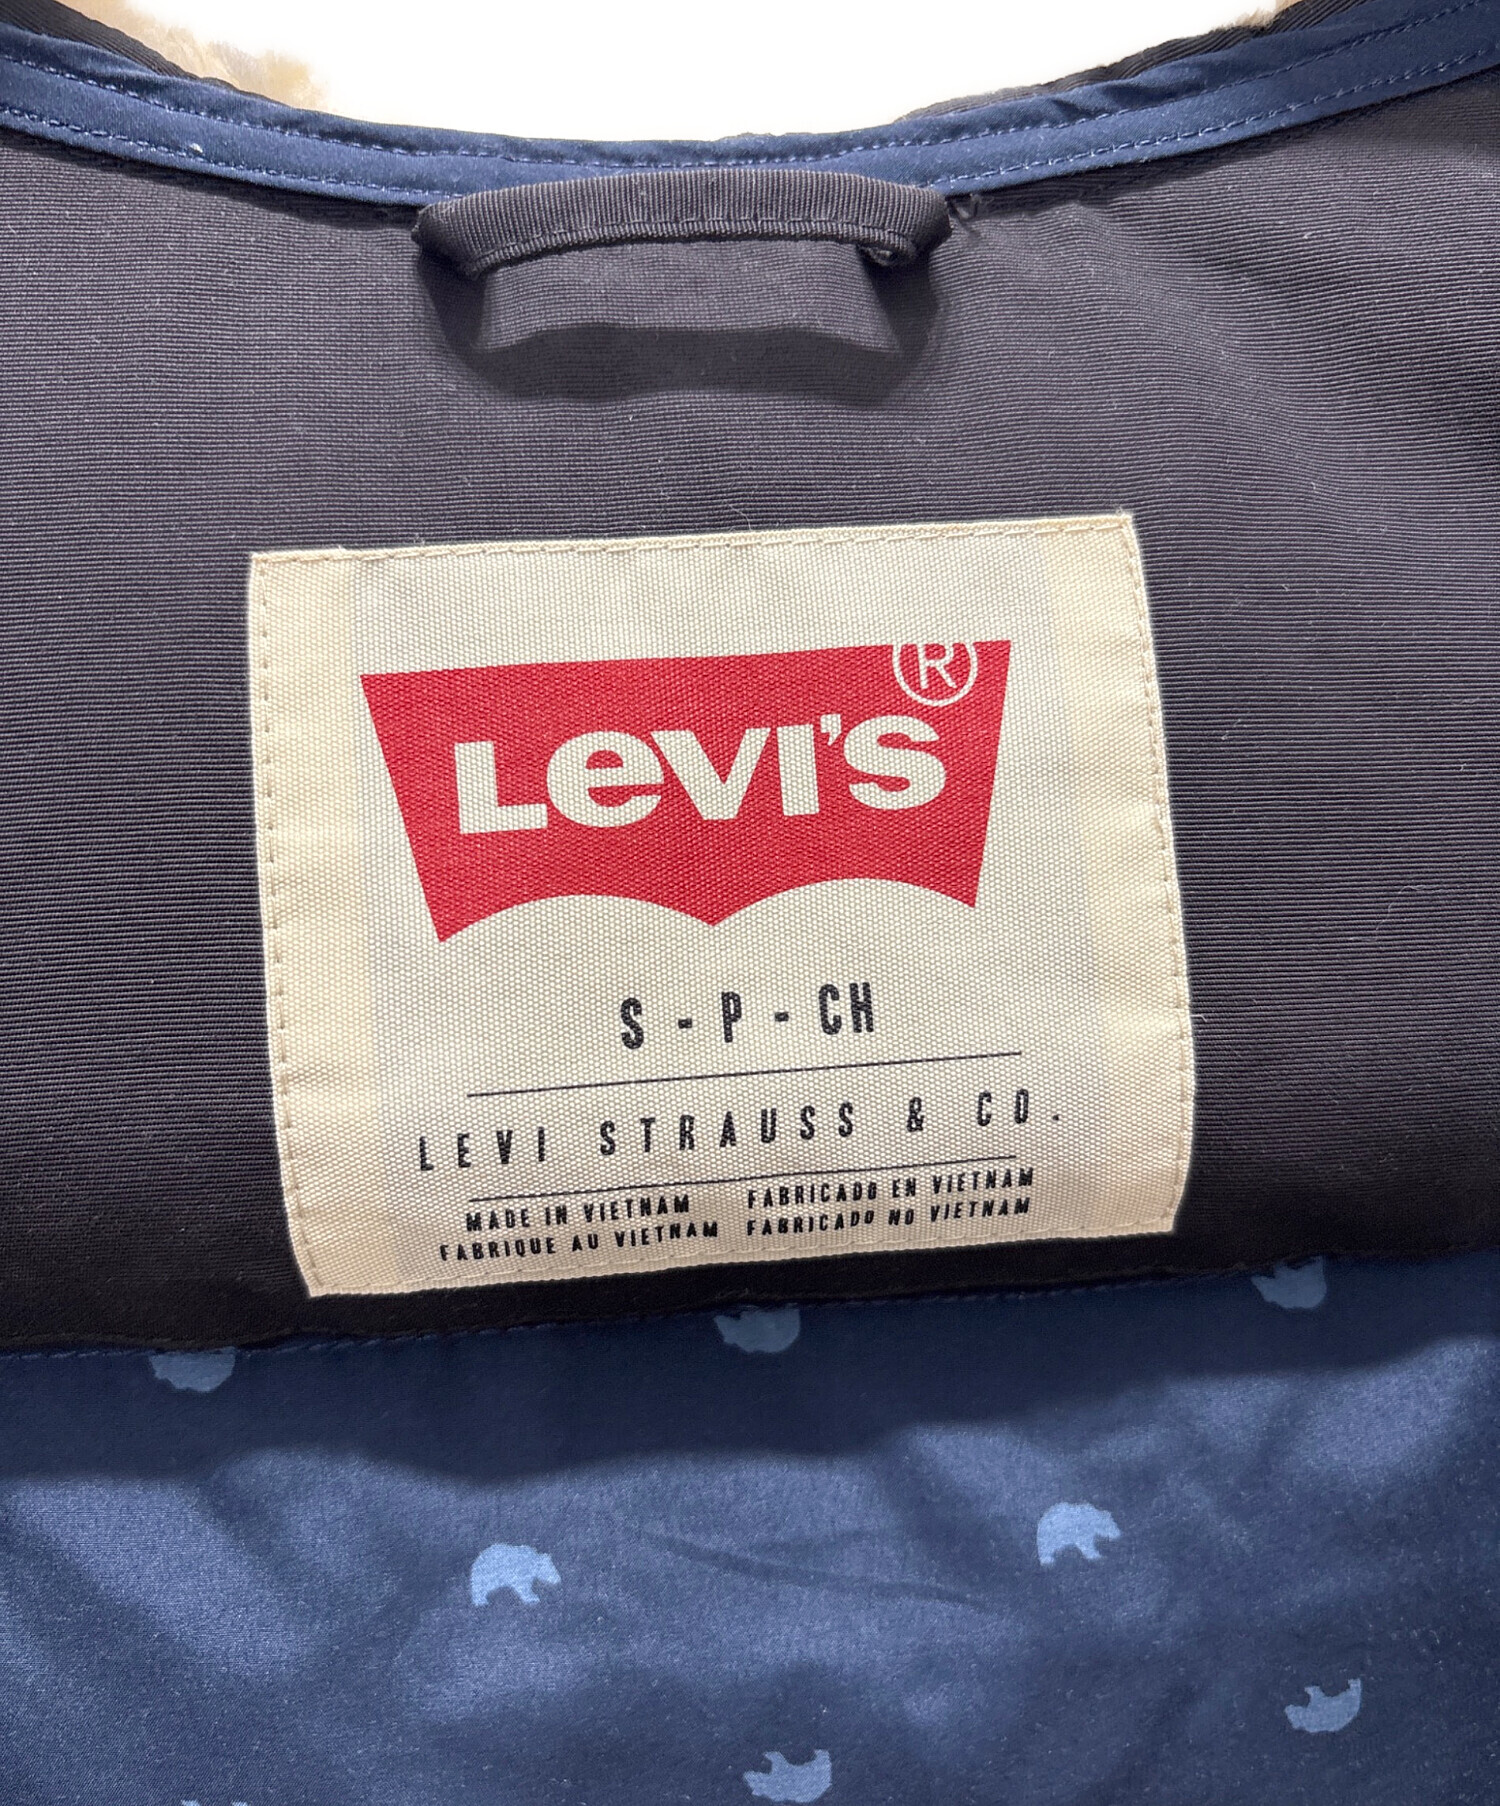 LEVI'S®
S - P - CH
LEVI STRAUSS & CO.
MADE IN VIETNAM FABRICADO EN VIETNAM
FABRIQUE AU VIETNAM FABRICADO NO VIETNAM